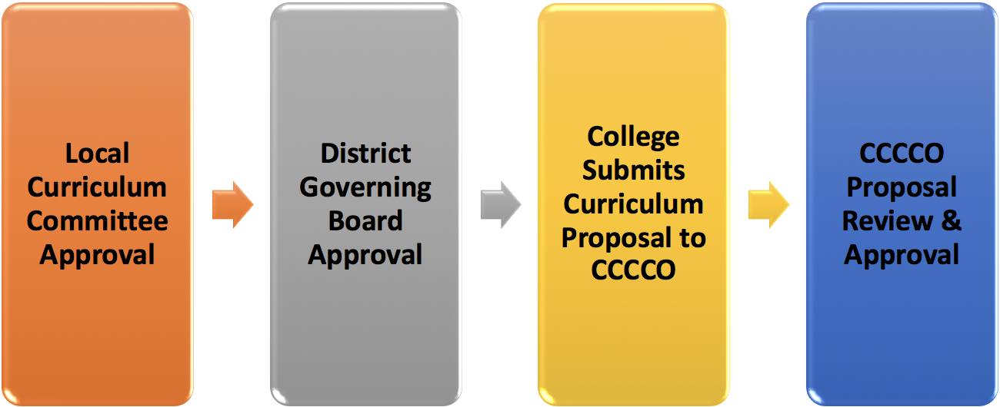 Local
Curriculum
Committee
Approval
District
Governing
Board
Approval
College
Submits
Curriculum
Proposal to
CCCCO
CCCCO
Proposal
Review &
Approval